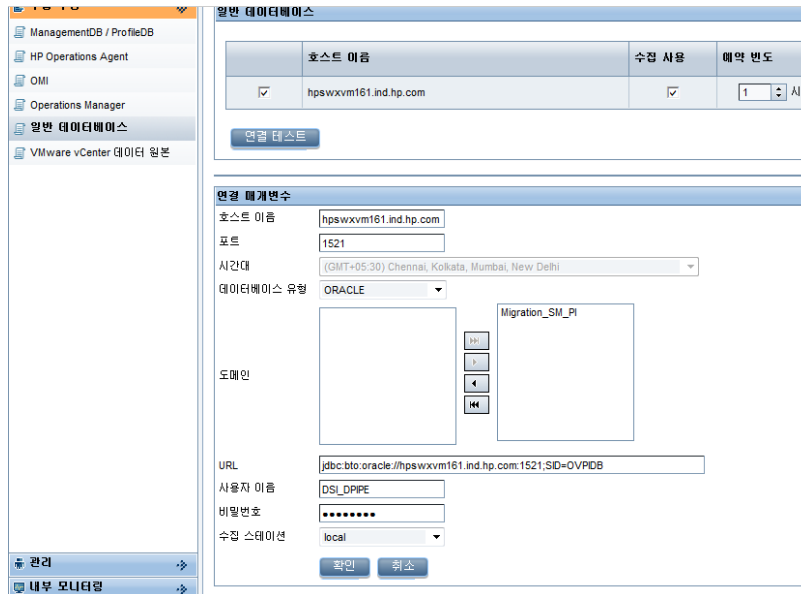 ManagementDB / ProfileDB
HP Operations Agent
OMI
Operations Manager
일반 데이터베이스
VMware vCenter 데이터 원본
관리
내부 모니터링
일반 데이터베이스
호스트 이름 수집 사용 예약 빈도
hpswxvm161.ind.hp.com 1 시
연결 테스트
연결 매개변수
호스트 이름 hpswxvm161.ind.hp.com
포트 1521
시간대 (GMT+05:30) Chennai, Kolkata, Mumbai, New Delhi
데이터베이스 유형 ORACLE
Migration_SM_PI
도메인
URL jdbc:bto:oracle://hpswxvm161.ind.hp.com:1521;SID=OVPIDB
사용자 이름 DSI_DPIPE
비밀번호 ••••••••
수집 스테이션 local
확인 취소